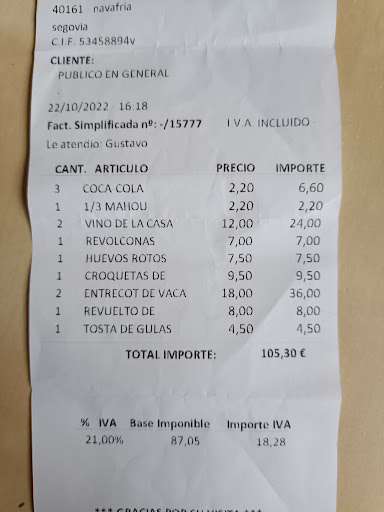 40161 - navafria
segovia
C.I.F. 53458894v
CLIENTE:
PUBLICO EN GENERAL
22/10/2022 - 16:18
Fact. Simplificada nº: -/15777 I V A. INCLUIDO
Le atendio: Gustavo
CANT. ARTICULO PRECIO IMPORTE
3 COCA-COLA 2,20 6,60
1 1/3 MAHOU 2,20 2,20
2 VINO DE LA CASA 12,00 24,00
1 REVOLCONAS 7,00 7,00
1 HUEVOS ROTOS 7,50 7,50
1 CROQUETAS DE 9,50 9,50
2 ENTRECOT DE VACA 18,00 36,00
1 REVUELTO DE 8,00 8,00
1 TOSTA DE GULAS 4,50 4,50
TOTAL IMPORTE: 105,30 €
% IVA Base Imponible Importe IVA
21,00% 87,05 18,28
*** GRACIAS POR SU VISITA ***